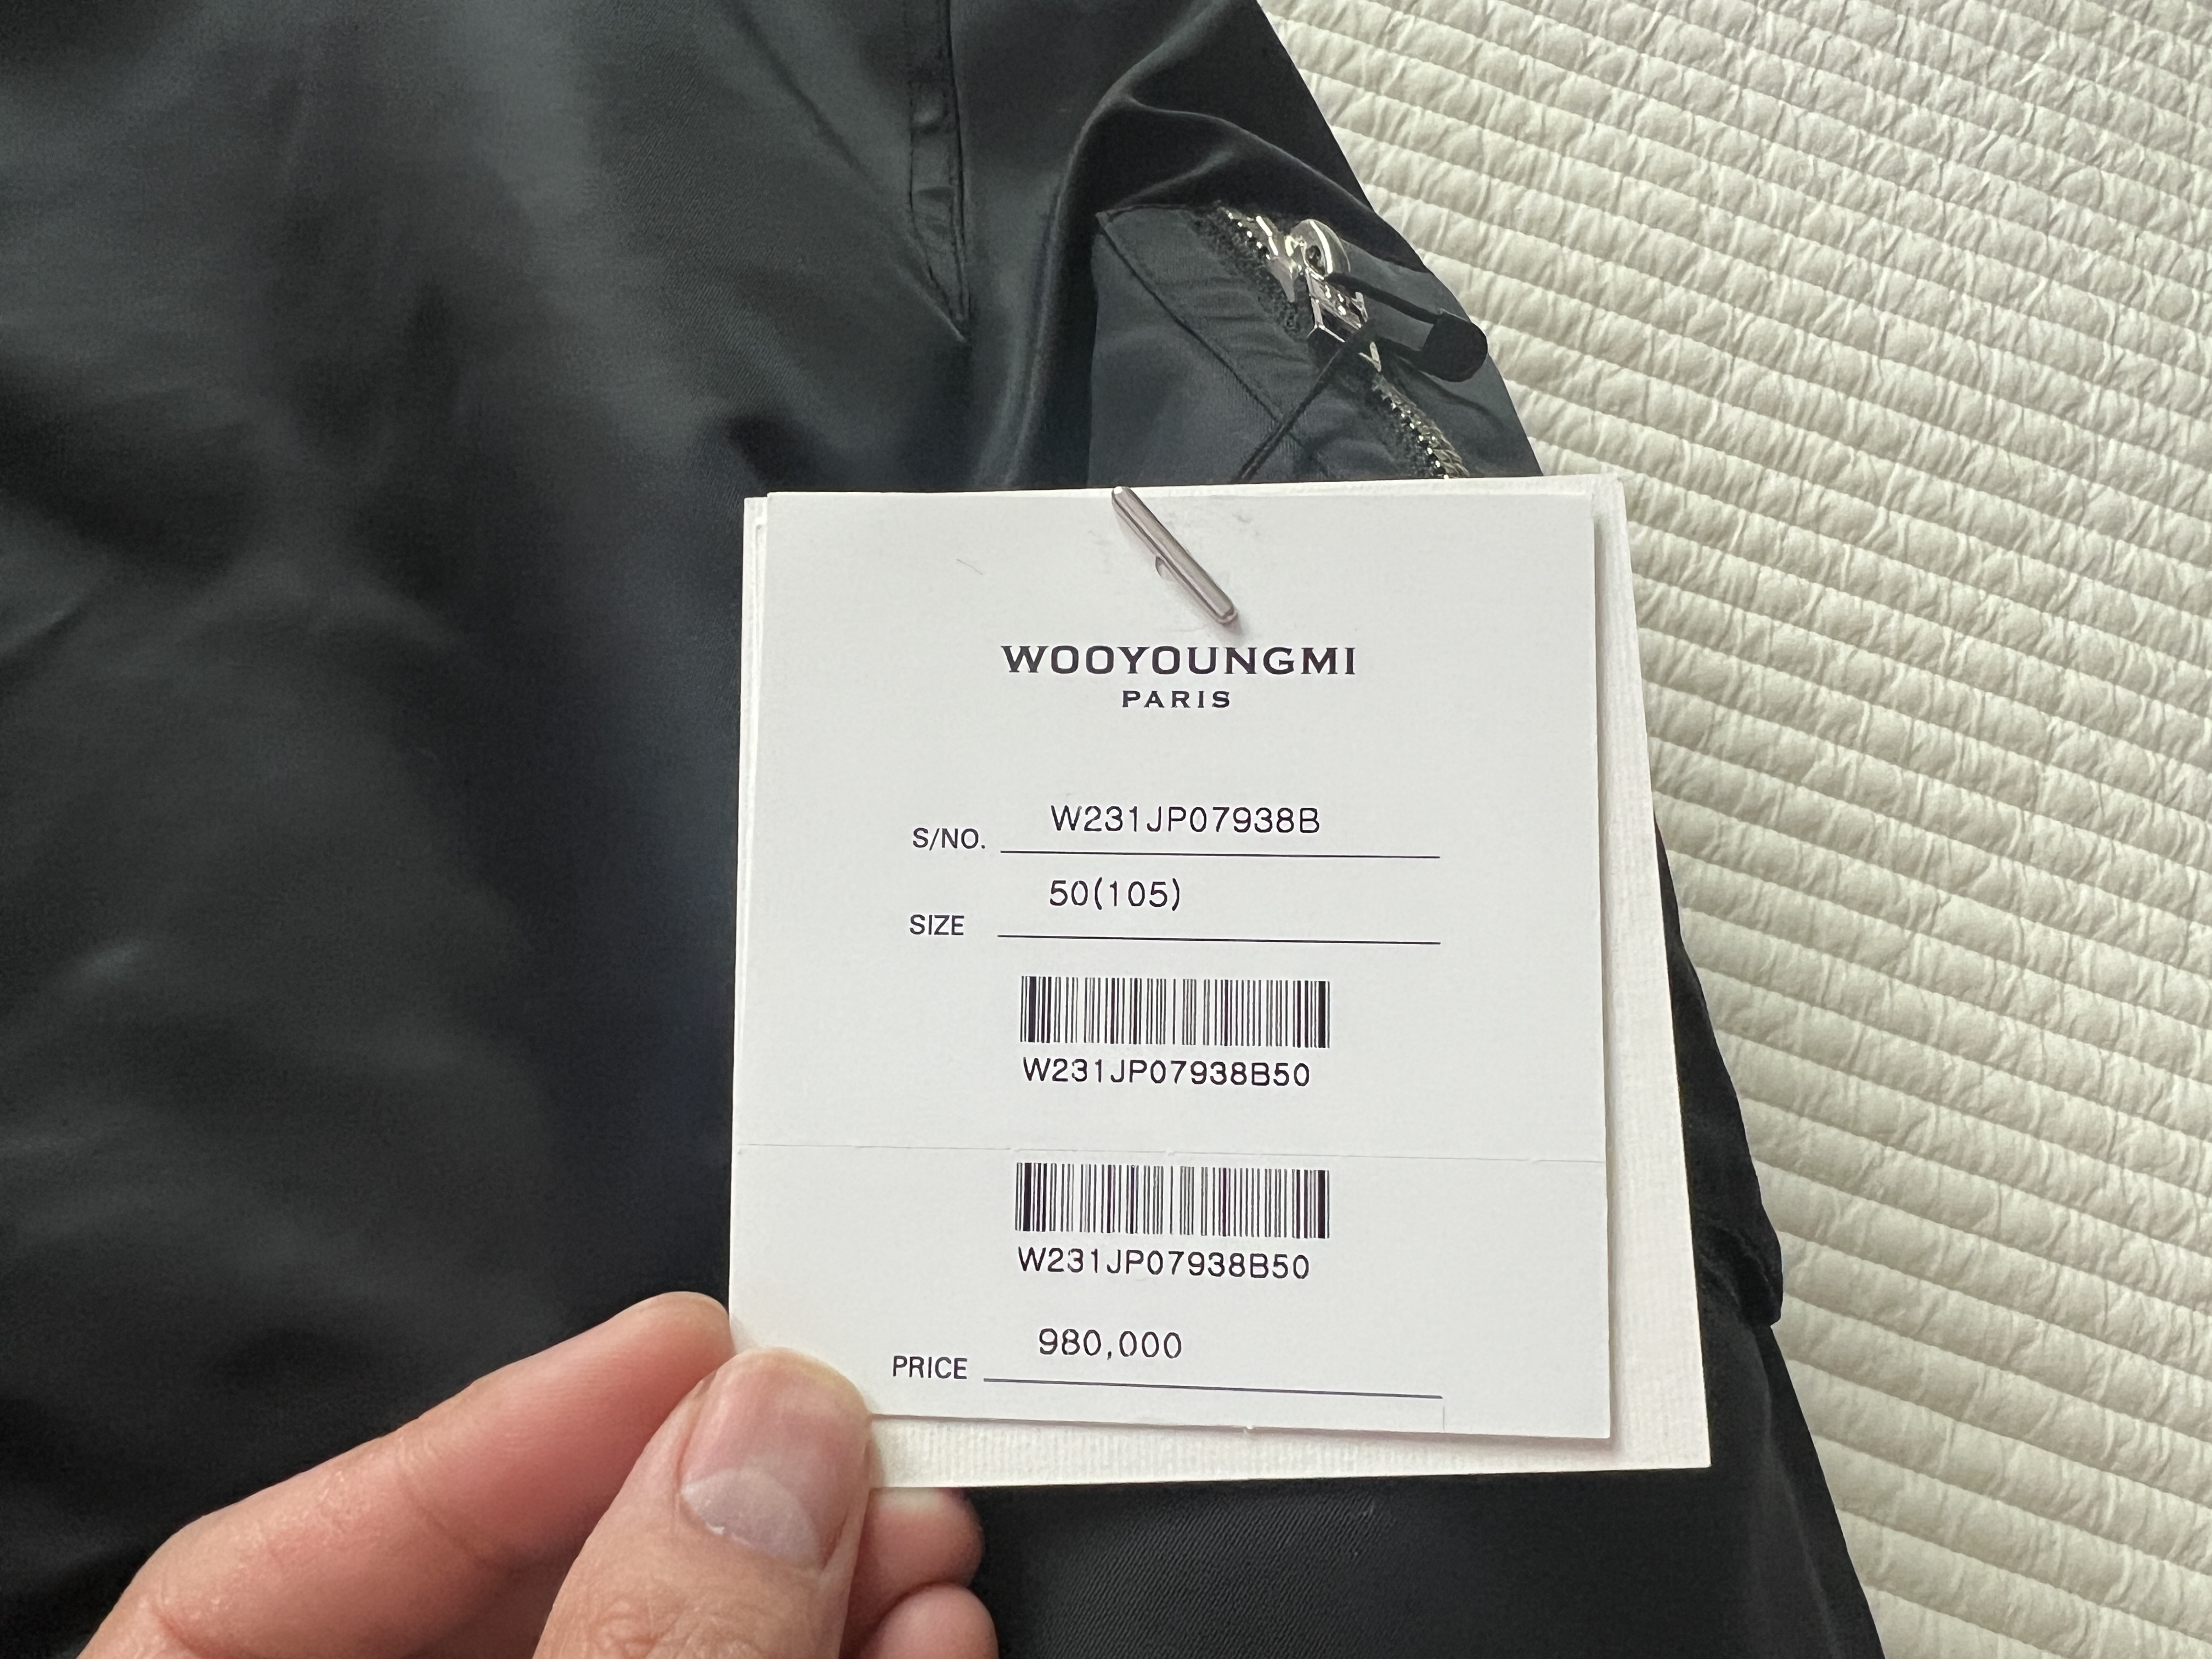 WOOYOUNGMI
PARIS
S/NO. W231JP07938B
SIZE 50(105)
W231JP07938B50
W231JP07938B50
PRICE 980,000